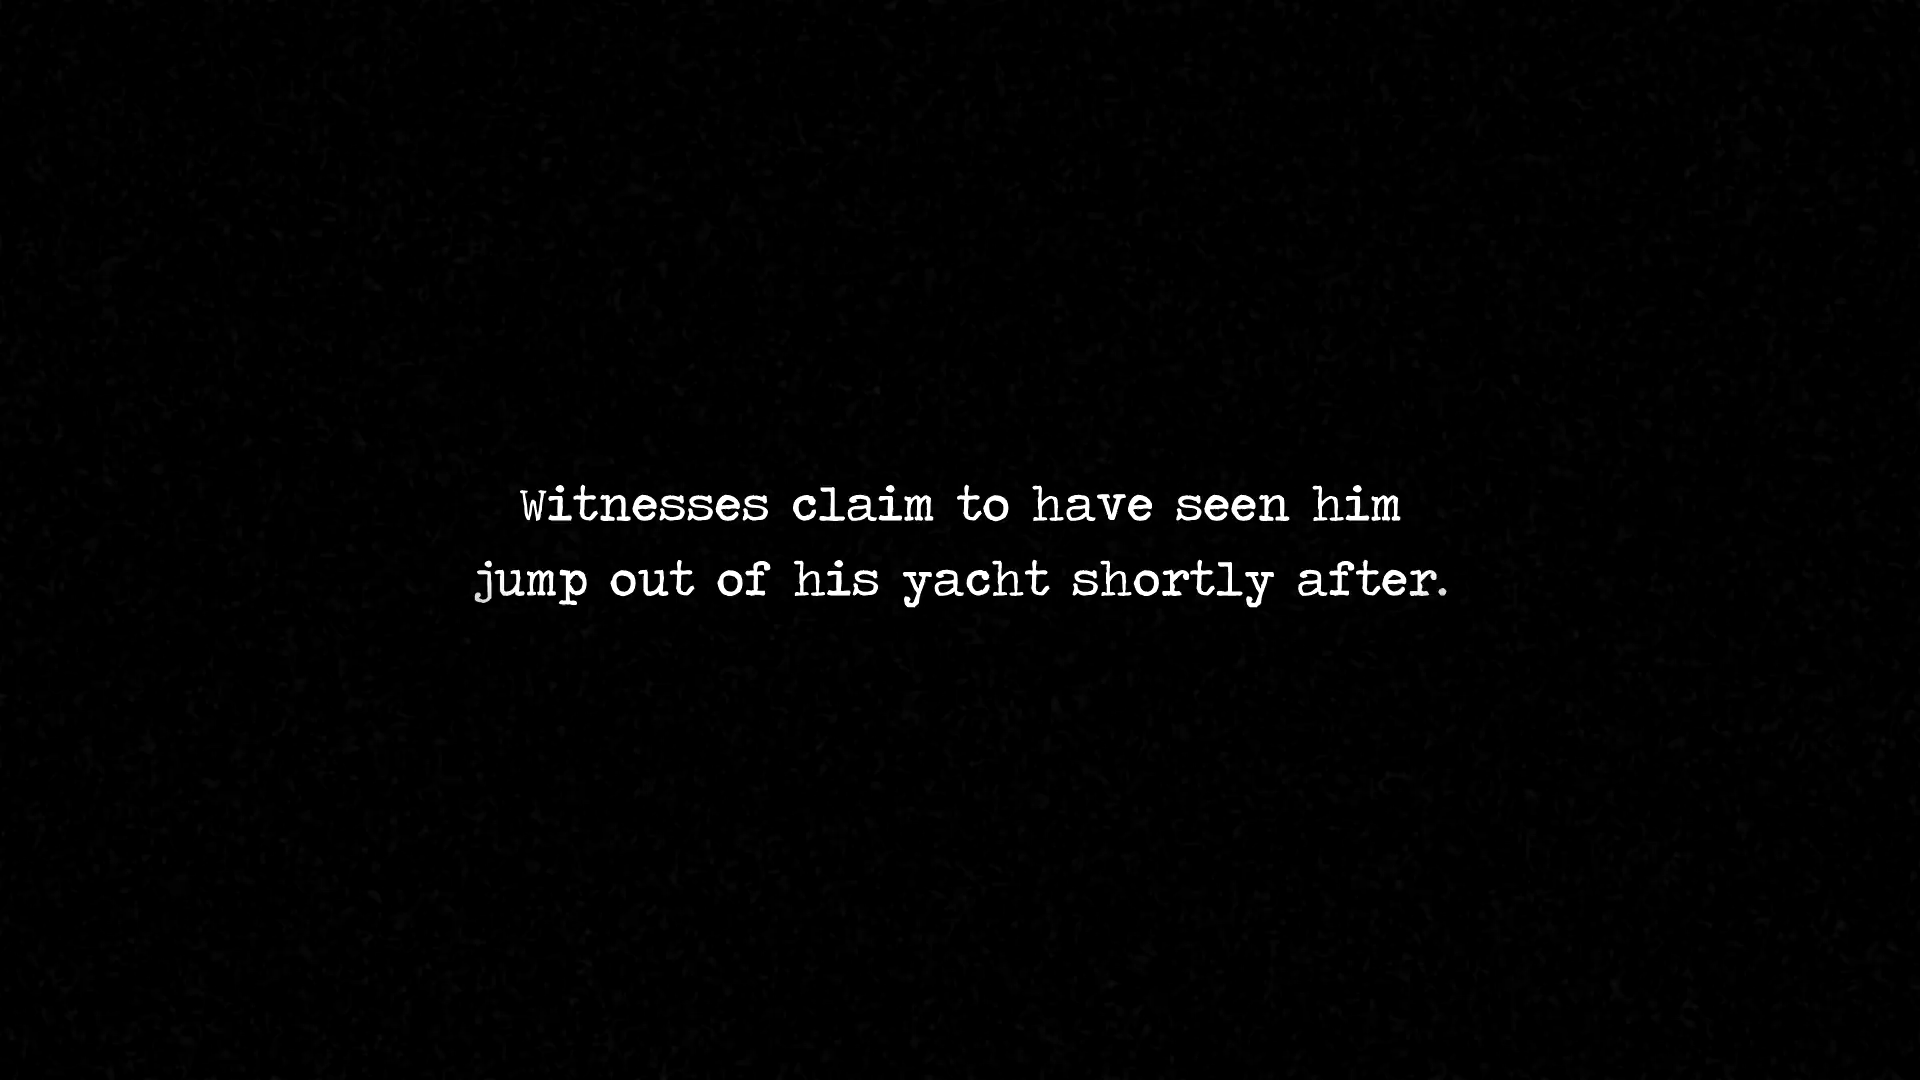 Witnesses claim to have seen him
jump out of his yacht shortly after.